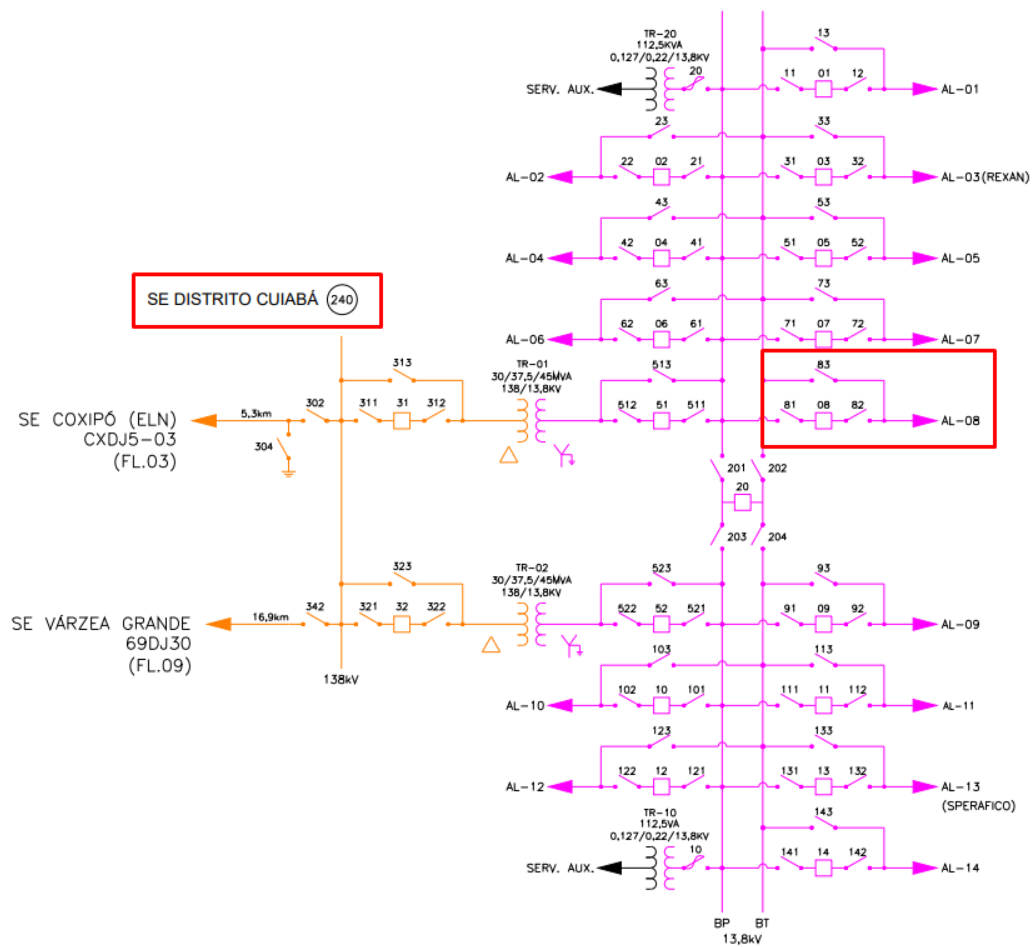 13
TR-20
112,5KVA
0,127/0,22/13,8KV
20
11
01
12
SERV. AUX.
AL-01
23
33
22
02
21
31
03
32
AL-02
AL-03(REXAN)
43
53
42
04
41
51
05
52
AL-04
AL-05
SE DISTRITO CUIABÁ 240
63
73
62
06
61
71
07
72
AL-06
AL-07
313
TR-01
30/37,5/45MVA
138/13,8KV
513
83
5,3km
302
311
31
312
512
51
511
81
08
82
SE COXIPÓ (ELN)
CXDJ5-03
(FL.03)
304
AL-08
201
202
20
203
204
323
TR-02
30/37,5/45MVA
138/13,8KV
523
93
16,9km
342
321
32
322
522
52
521
91
09
92
SE VÁRZEA GRANDE
69DJ30
(FL.09)
AL-09
138kV
103
113
102
10
101
111
11
112
AL-10
AL-11
123
133
122
12
121
131
13
132
AL-12
AL-13
(SPERAFICO)
TR-10
112,5VA
0,127/0,22/13,8KV
143
10
141
14
142
SERV. AUX.
AL-14
BP
BT
13,8kV